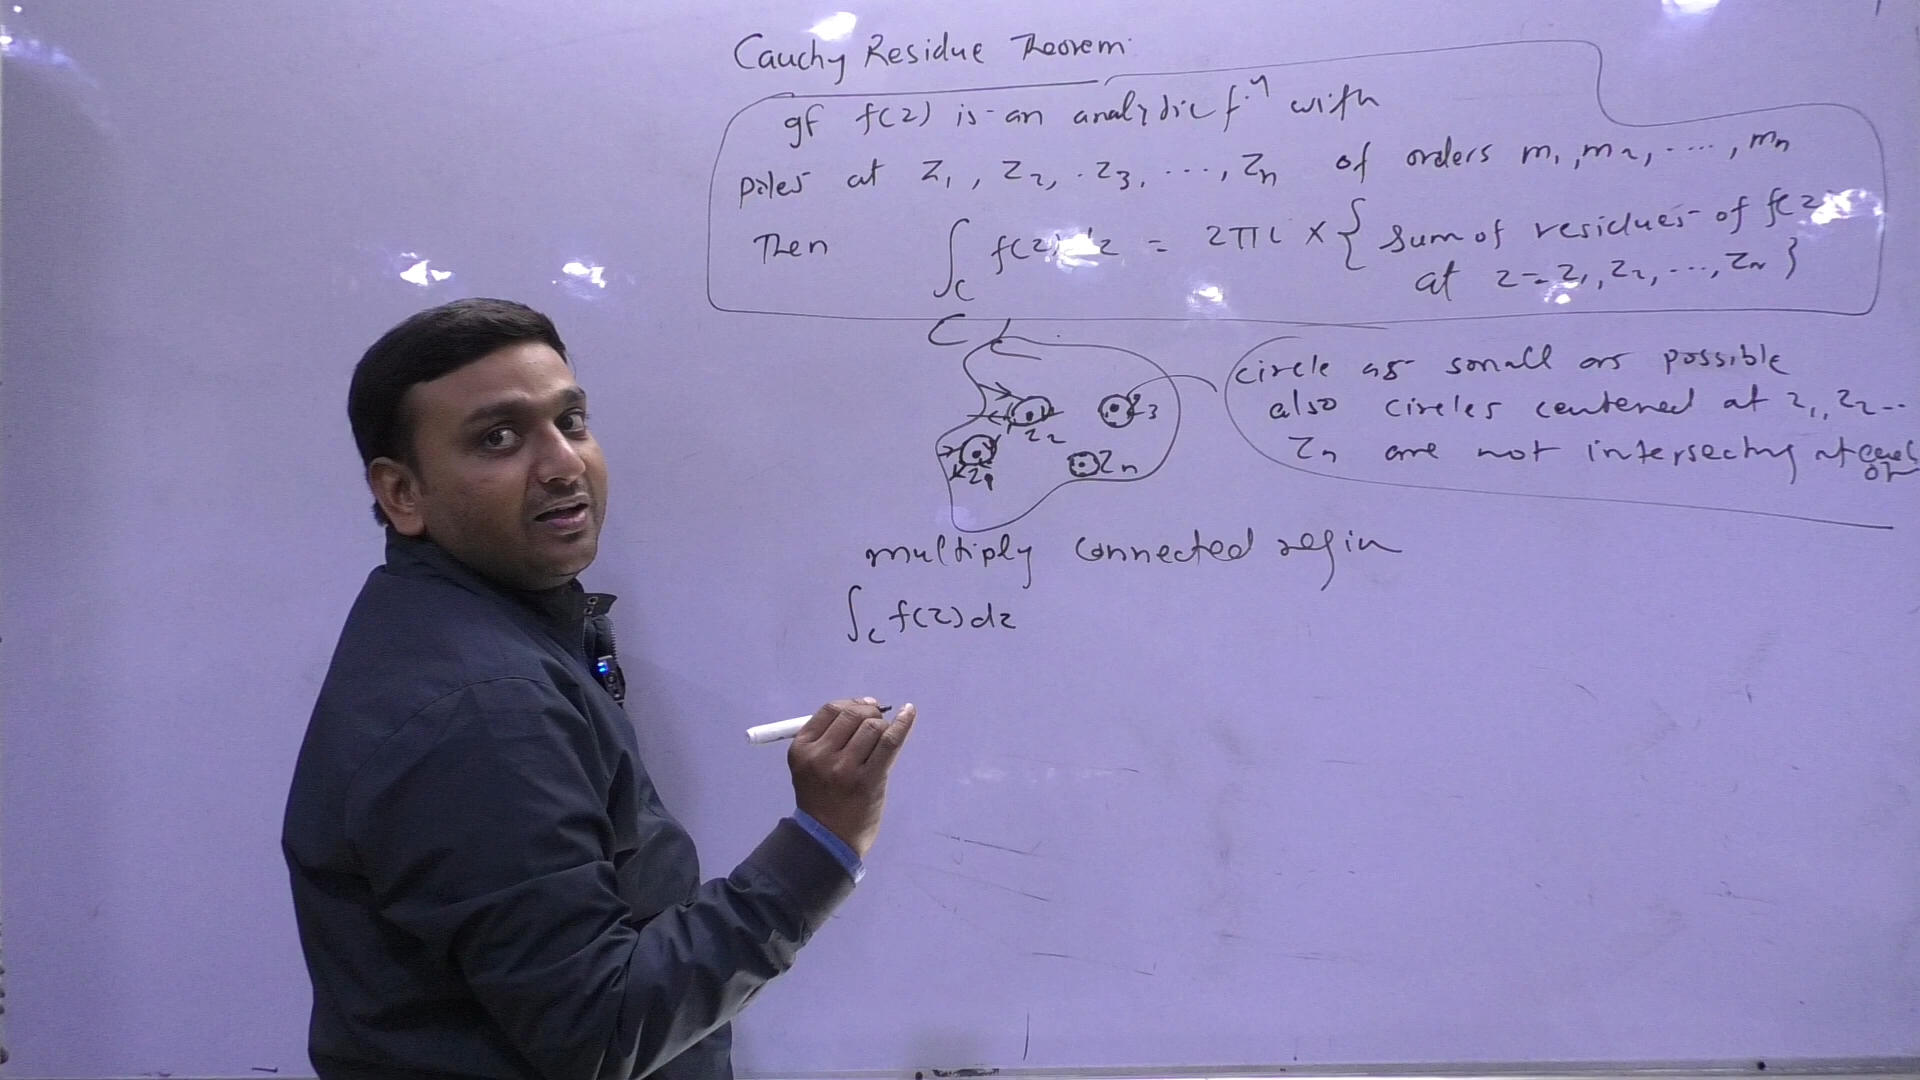 Cauchy Residue Theorem.
If f(z) is an analytic fⁿ with
poles at z₁, z₂, z₃, ..., zₙ of orders m₁, m₂, ...., mₙ
Then ∫_C f(z) dz = 2πi × { sum of residues of f(z)
at z = z₁, z₂, ..., zₙ }
C
z₂
z₃
z₁
zₙ
circle as small as possible
also circles centered at z₁, z₂ ..
zₙ are not intersecting
multiply connected region
∫_C f(z) dz